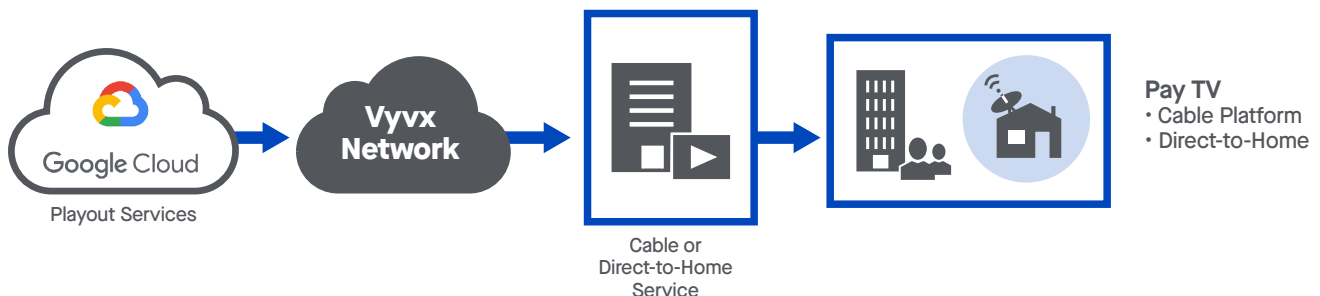 Google Cloud
Playout Services
Vyvx
Network
Cable or
Direct-to-Home
Service
Pay TV
• Cable Platform
• Direct-to-Home